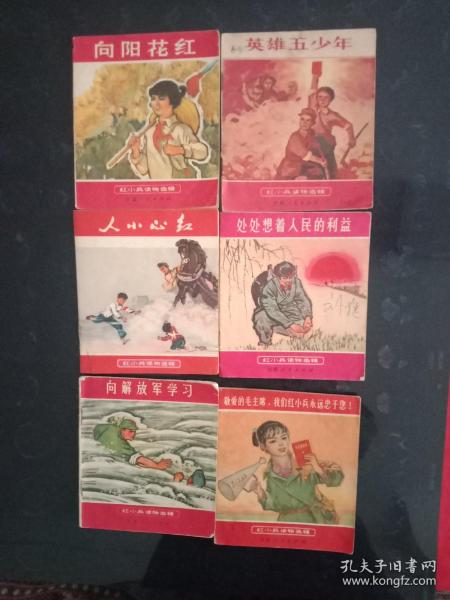 向阳花红
红小兵读物选辑
英雄五少年
红小兵读物选辑
人小心红
红小兵读物选辑
处处想着人民的利益
红小兵读物选辑
向解放军学习
红小兵读物选辑
敬爱的毛主席，我们红小兵永远忠于您！
红小兵读物选辑
孔夫子旧书网
www.kongfz.com